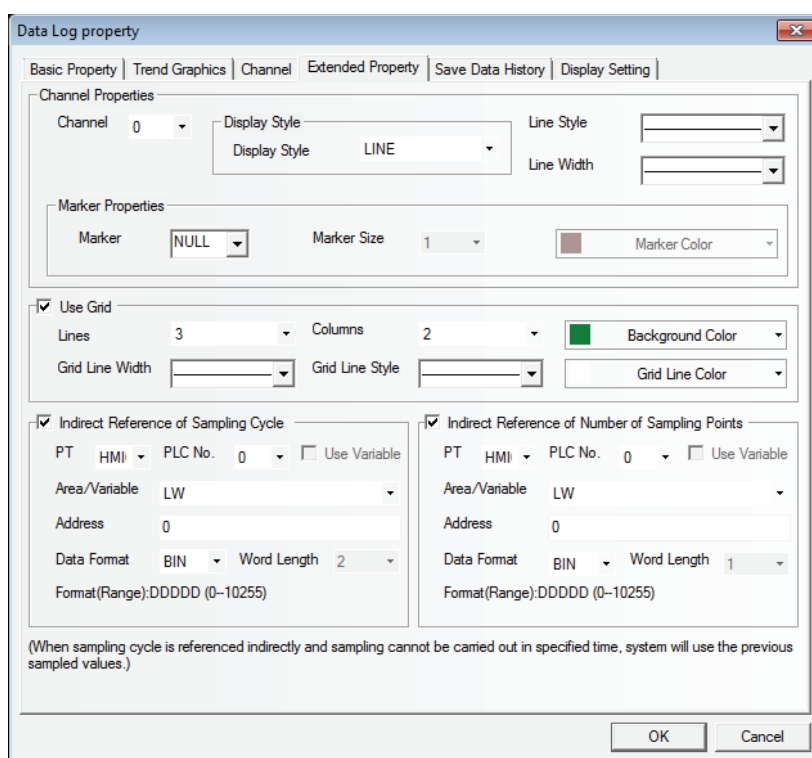 Data Log property
Basic Property Trend Graphics Channel Extended Property Save Data History Display Setting
Channel Properties
Channel 0 Display Style Line Style
Display Style LINE
Line Width
Marker Properties
Marker NULL Marker Size 1 Marker Color
Use Grid
Lines 3 Columns 2 Background Color
Grid Line Width Grid Line Style Grid Line Color
Indirect Reference of Sampling Cycle Indirect Reference of Number of Sampling Points
PT PLC No. 0 Use Variable PT PLC No. 0 Use Variable
Area/Variable LW Area/Variable LW
Address 0 Address 0
Data Format BIN Word Length 2 Data Format BIN Word Length 1
Format(Range):DDDDD (0--10255) Format(Range):DDDDD (0--10255)
(When sampling cycle is referenced indirectly and sampling cannot be carried out in specified time, system will use the previous
sampled values.)
OK Cancel